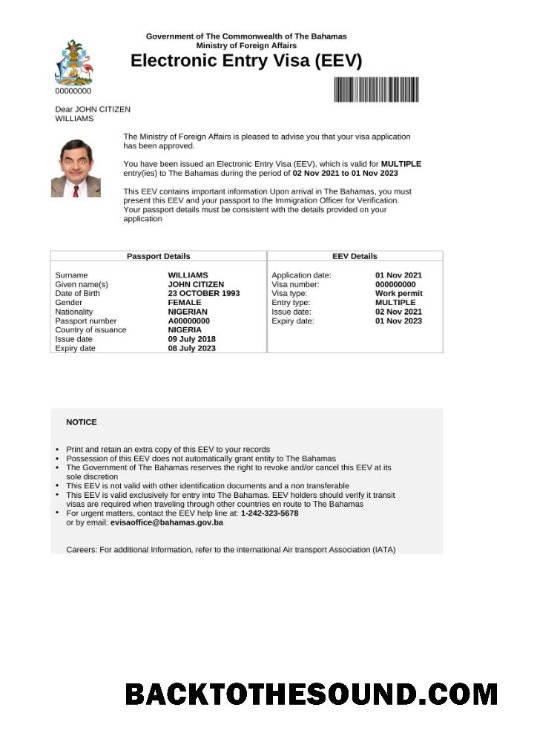 Government of The Commonwealth of The Bahamas
Ministry of Foreign Affairs
Electronic Entry Visa (EEV)
00000000
Dear JOHN CITIZEN
WILLIAMS
The Ministry of Foreign Affairs is pleased to advise you that your visa application
has been approved.
You have been issued an Electronic Entry Visa (EEV), which is valid for MULTIPLE
entry(ies) to The Bahamas during the period of 02 Nov 2021 to 01 Nov 2023
This EEV contains important information Upon arrival in The Bahamas, you must
present this EEV and your passport to the Immigration Officer for Verification.
Your passport details must be consistent with the details provided on your
application
Passport Details
Surname WILLIAMS
Given name(s) JOHN CITIZEN
Date of Birth 23 OCTOBER 1993
Gender FEMALE
Nationality NIGERIAN
Passport number A00000000
Country of issuance NIGERIA
Issue date 09 July 2018
Expiry date 08 July 2023
EEV Details
Application date: 01 Nov 2021
Visa number: 000000000
Visa type: Work permit
Entry type: MULTIPLE
Issue date: 02 Nov 2021
Expiry date: 01 Nov 2023
NOTICE
• Print and retain an extra copy of this EEV to your records
• Possession of this EEV does not automatically grant entity to The Bahamas
• The Government of The Bahamas reserves the right to revoke and/or cancel this EEV at its
sole discretion
• This EEV is not valid with other identification documents and a non transferable
• This EEV is valid exclusively for entry into The Bahamas. EEV holders should verify it transit
visas are required when traveling through other countries en route to The Bahamas
• For urgent matters, contact the EEV help line at: 1-242-323-5678
or by email: evisaoffice@bahamas.gov.ba
Careers: For additional Information, refer to the international Air transport Association (IATA)
BACKTOTHESOUND.COM